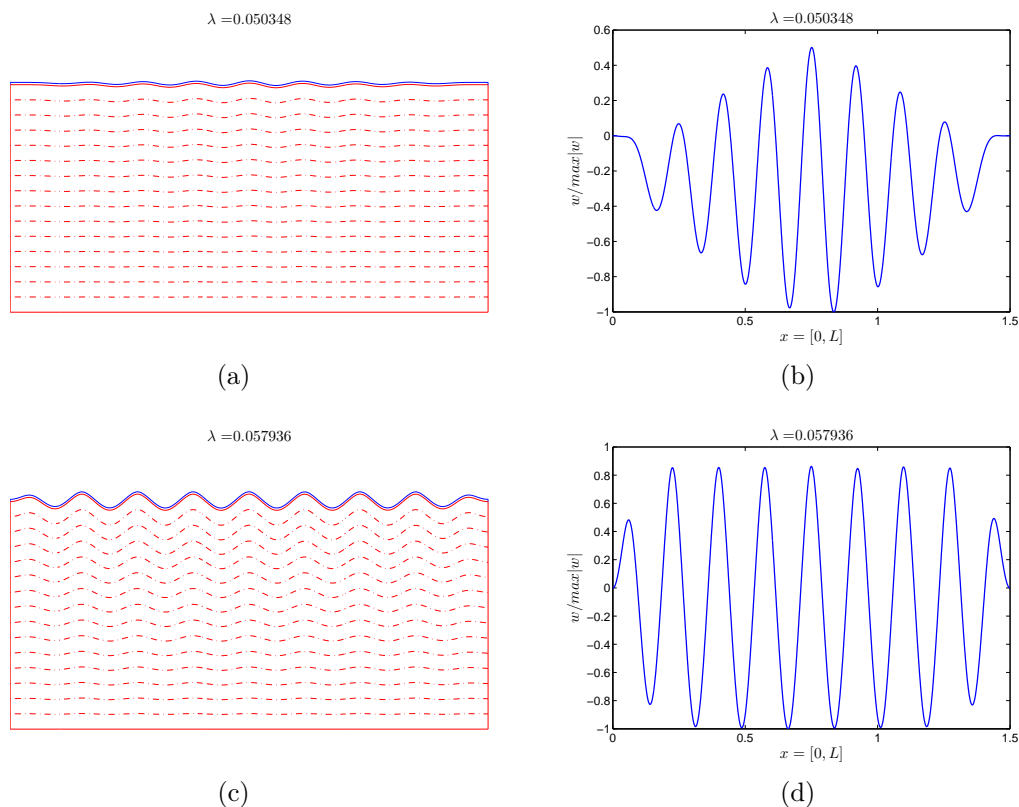 λ =0.050348
λ =0.050348
0.6
0.4
0.2
0
−0.2
−0.4
−0.6
−0.8
−1
w/max|w|
0 0.5 1 1.5
x = [0, L]
(a)
(b)
λ =0.057936
λ =0.057936
1
0.8
0.6
0.4
0.2
0
−0.2
−0.4
−0.6
−0.8
−1
w/max|w|
0 0.5 1 1.5
x = [0, L]
(c)
(d)